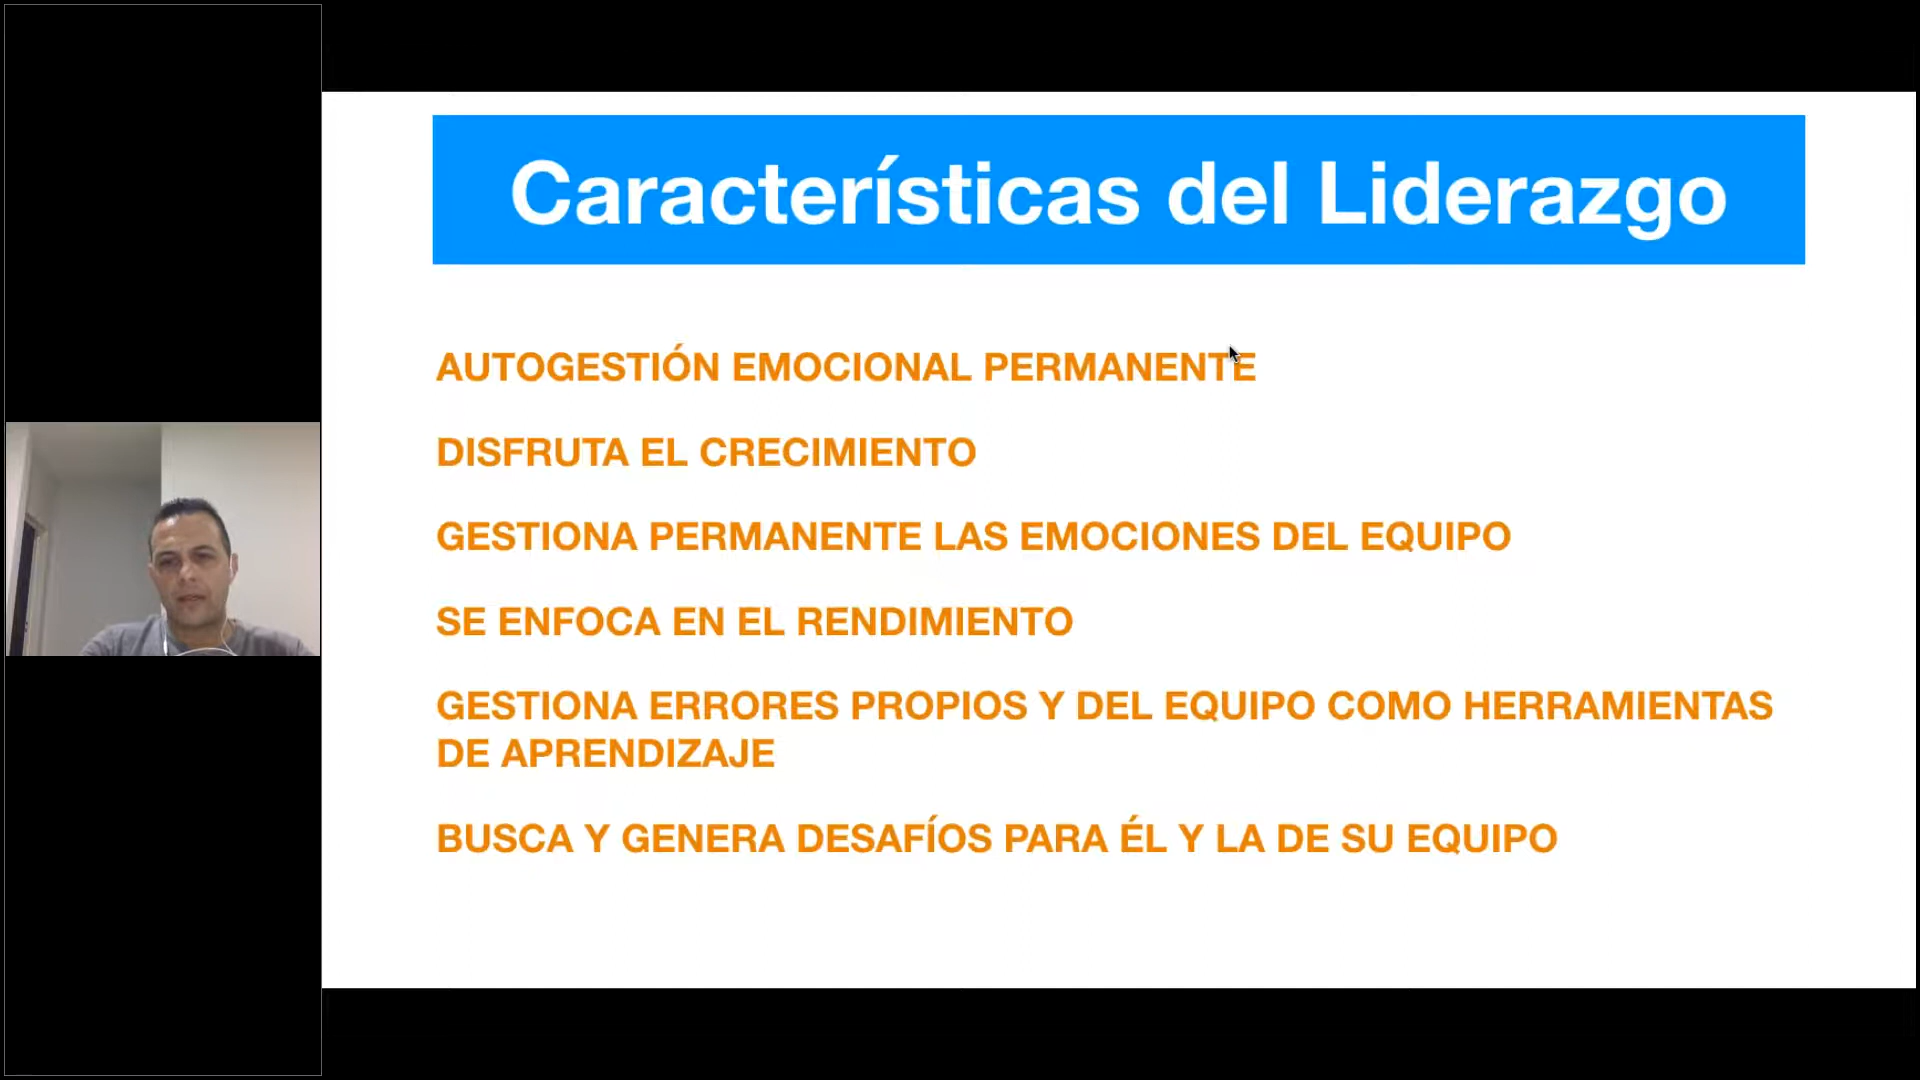 Características del Liderazgo
AUTOGESTIÓN EMOCIONAL PERMANENTE
DISFRUTA EL CRECIMIENTO
GESTIONA PERMANENTE LAS EMOCIONES DEL EQUIPO
SE ENFOCA EN EL RENDIMIENTO
GESTIONA ERRORES PROPIOS Y DEL EQUIPO COMO HERRAMIENTAS
DE APRENDIZAJE
BUSCA Y GENERA DESAFÍOS PARA ÉL Y LA DE SU EQUIPO